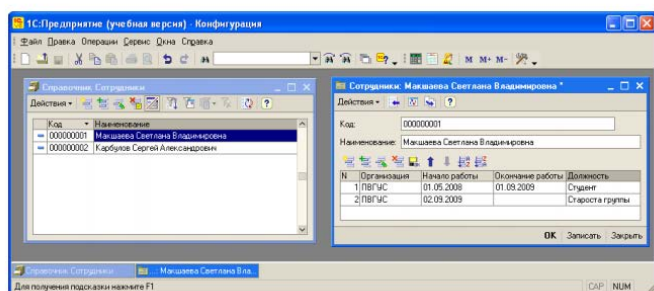 1С:Предприятие (учебная версия) - Конфигурация
Файл Правка Операции Сервис Окна Справка
M M+ M-
Справочник Сотрудники
Действия
Код Наименование
000000001 Макшаева Светлана Владимировна
000000002 Карбулов Сергей Александрович
Сотрудники: Макшаева Светлана Владимировна *
Действия
Код: 000000001
Наименование: Макшаева Светлана Владимировна
N Организация Начало работы Окончание работы Должность
1 ПВГУС 01.05.2008 01.09.2009 Студент
2 ПВГУС 02.09.2009 Староста группы
OK Записать Закрыть
Справочник Сотрудники ...: Макшаева Светлана Вла...
Для получения подсказки нажмите F1 CAP NUM